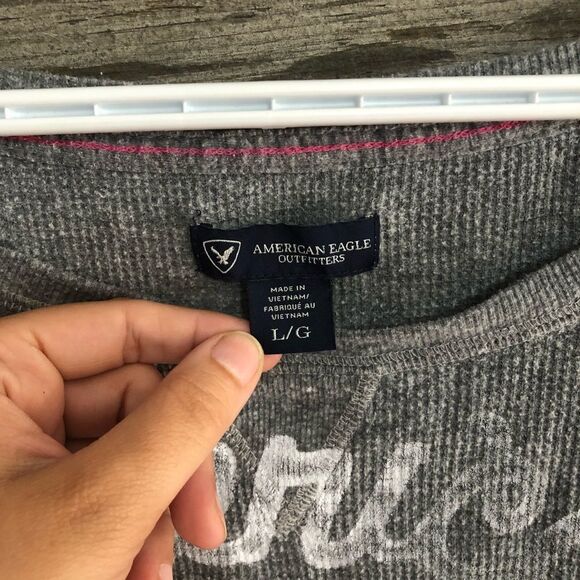 AMERICAN EAGLE
OUTFITTERS
MADE IN
VIETNAM/
FABRIQUÉ AU
VIETNAM
L/G